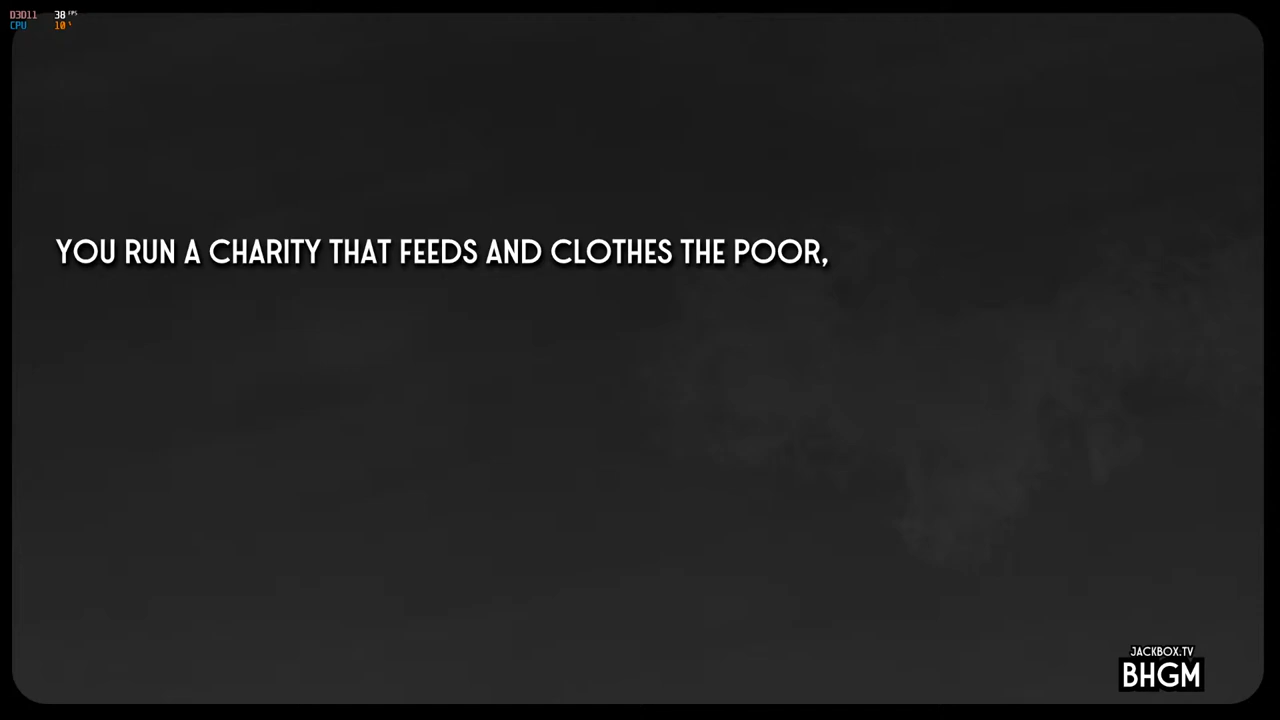 D3D11 38 FPS
CPU 10 %
YOU RUN A CHARITY THAT FEEDS AND CLOTHES THE POOR,
JACKBOX.TV
BHGM